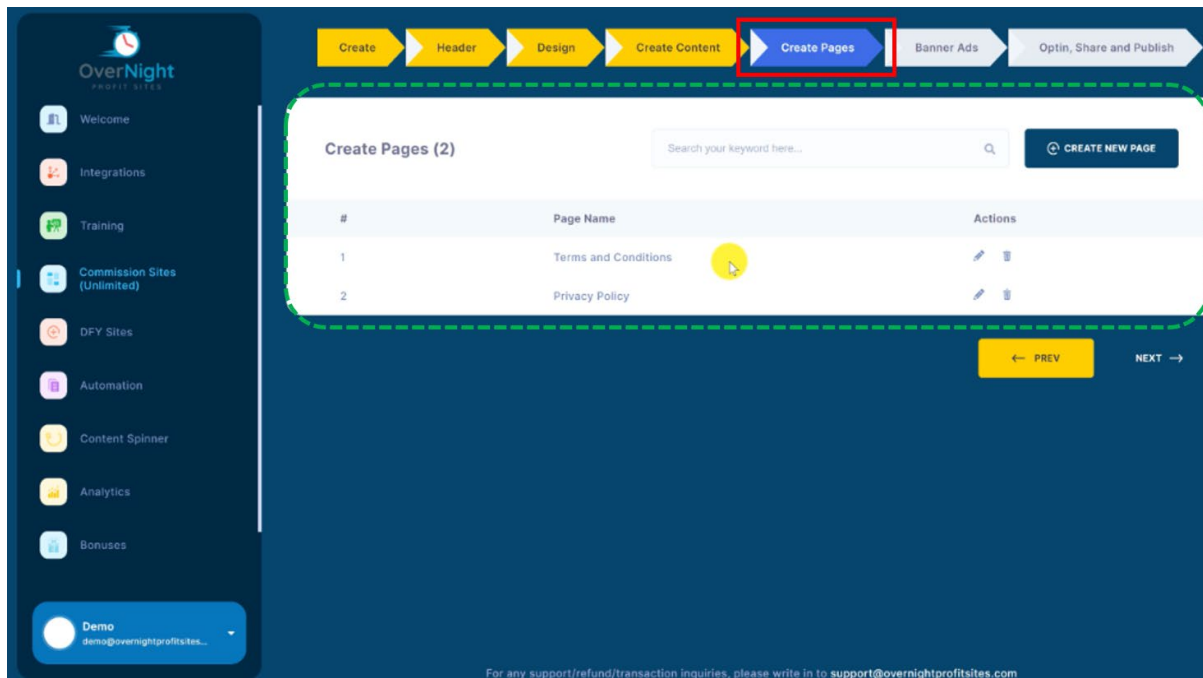 OverNight
PROFIT SITES
Welcome
Integrations
Training
Commission Sites
(Unlimited)
DFY Sites
Automation
Content Spinner
Analytics
Bonuses
Demo
demo@overnightprofitsites...
Create
Header
Design
Create Content
Create Pages
Banner Ads
Optin, Share and Publish
Create Pages (2)
Search your keyword here...
CREATE NEW PAGE
# Page Name Actions
1 Terms and Conditions
2 Privacy Policy
← PREV
NEXT →
For any support/refund/transaction inquiries, please write in to support@overnightprofitsites.com